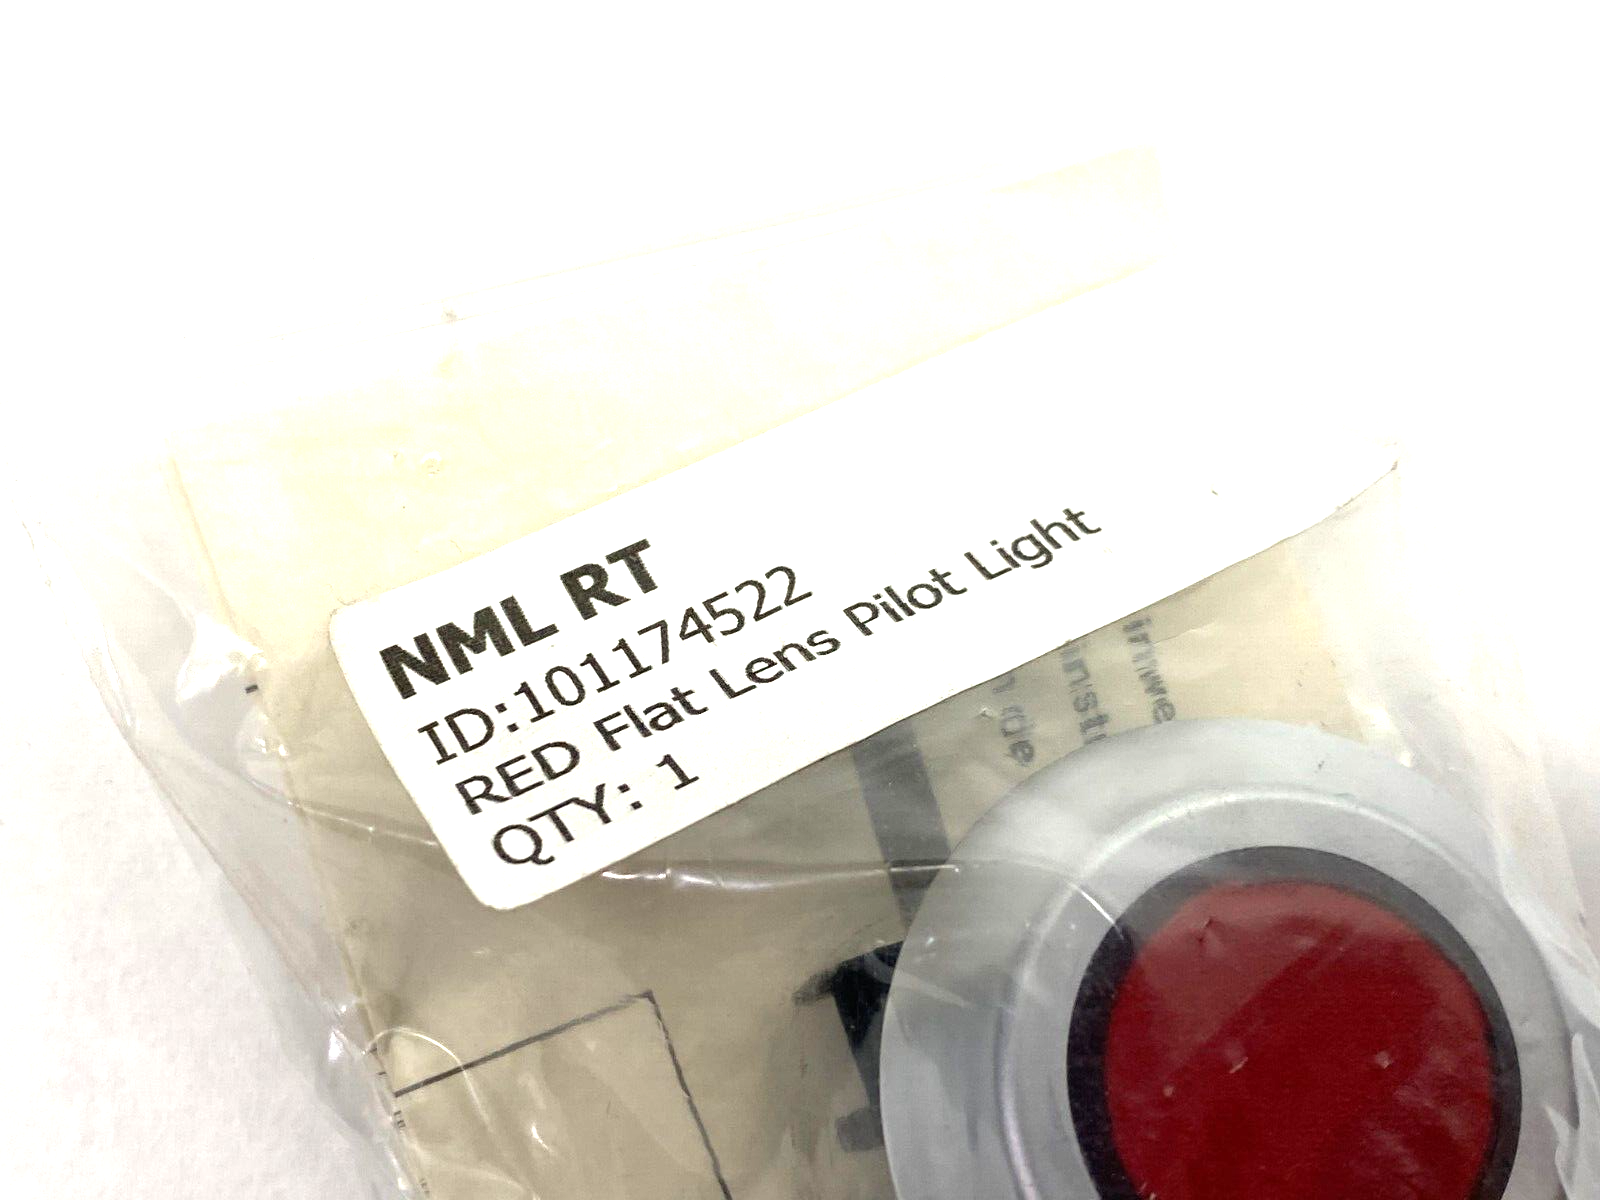 NML RT
ID:101174522
RED Flat Lens Pilot Light
QTY: 1